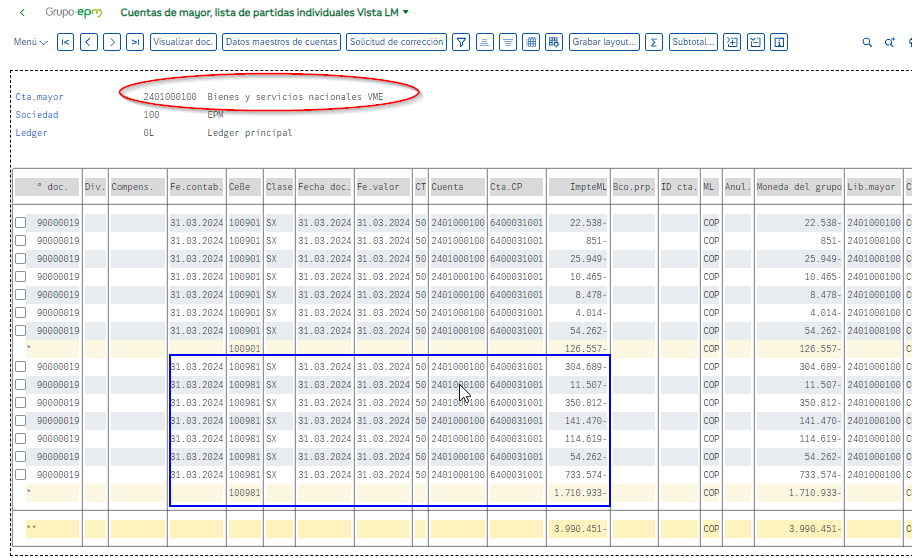 Grupo·epm Cuentas de mayor, lista de partidas individuales Vista LM
Menú Visualizar doc. Datos maestros de cuentas Solicitud de corrección Grabar layout... Σ Subtotal...
Cta.mayor 2401000100 Bienes y servicios nacionales VME
Sociedad 100 EPM
Ledger 0L Ledger principal
º doc. Div. Compens. Fe.contab. CeBe Clase Fecha doc. Fe.valor CT Cuenta Cta.CP ImpteML Bco.prp. ID cta. ML Anul. Moneda del grupo Lib.mayor C
90000019 31.03.2024 100901 SX 31.03.2024 31.03.2024 50 2401000100 6400031001 22.538- COP 22.538- 2401000100 C
90000019 31.03.2024 100901 SX 31.03.2024 31.03.2024 50 2401000100 6400031001 851- COP 851- 2401000100 C
90000019 31.03.2024 100901 SX 31.03.2024 31.03.2024 50 2401000100 6400031001 25.949- COP 25.949- 2401000100 C
90000019 31.03.2024 100901 SX 31.03.2024 31.03.2024 50 2401000100 6400031001 10.465- COP 10.465- 2401000100 C
90000019 31.03.2024 100901 SX 31.03.2024 31.03.2024 50 2401000100 6400031001 8.478- COP 8.478- 2401000100 C
90000019 31.03.2024 100901 SX 31.03.2024 31.03.2024 50 2401000100 6400031001 4.014- COP 4.014- 2401000100 C
90000019 31.03.2024 100901 SX 31.03.2024 31.03.2024 50 2401000100 6400031001 54.262- COP 54.262- 2401000100 C
* 100901 126.557- COP 126.557- C
90000019 31.03.2024 100981 SX 31.03.2024 31.03.2024 50 2401000100 6400031001 304.689- COP 304.689- 2401000100 C
90000019 31.03.2024 100981 SX 31.03.2024 31.03.2024 50 2401000100 6400031001 11.507- COP 11.507- 2401000100 C
90000019 31.03.2024 100981 SX 31.03.2024 31.03.2024 50 2401000100 6400031001 350.812- COP 350.812- 2401000100 C
90000019 31.03.2024 100981 SX 31.03.2024 31.03.2024 50 2401000100 6400031001 141.470- COP 141.470- 2401000100 C
90000019 31.03.2024 100981 SX 31.03.2024 31.03.2024 50 2401000100 6400031001 114.619- COP 114.619- 2401000100 C
90000019 31.03.2024 100981 SX 31.03.2024 31.03.2024 50 2401000100 6400031001 54.262- COP 54.262- 2401000100 C
90000019 31.03.2024 100981 SX 31.03.2024 31.03.2024 50 2401000100 6400031001 733.574- COP 733.574- 2401000100 C
* 100981 1.710.933- COP 1.710.933- C
** 3.990.451- COP 3.990.451- C